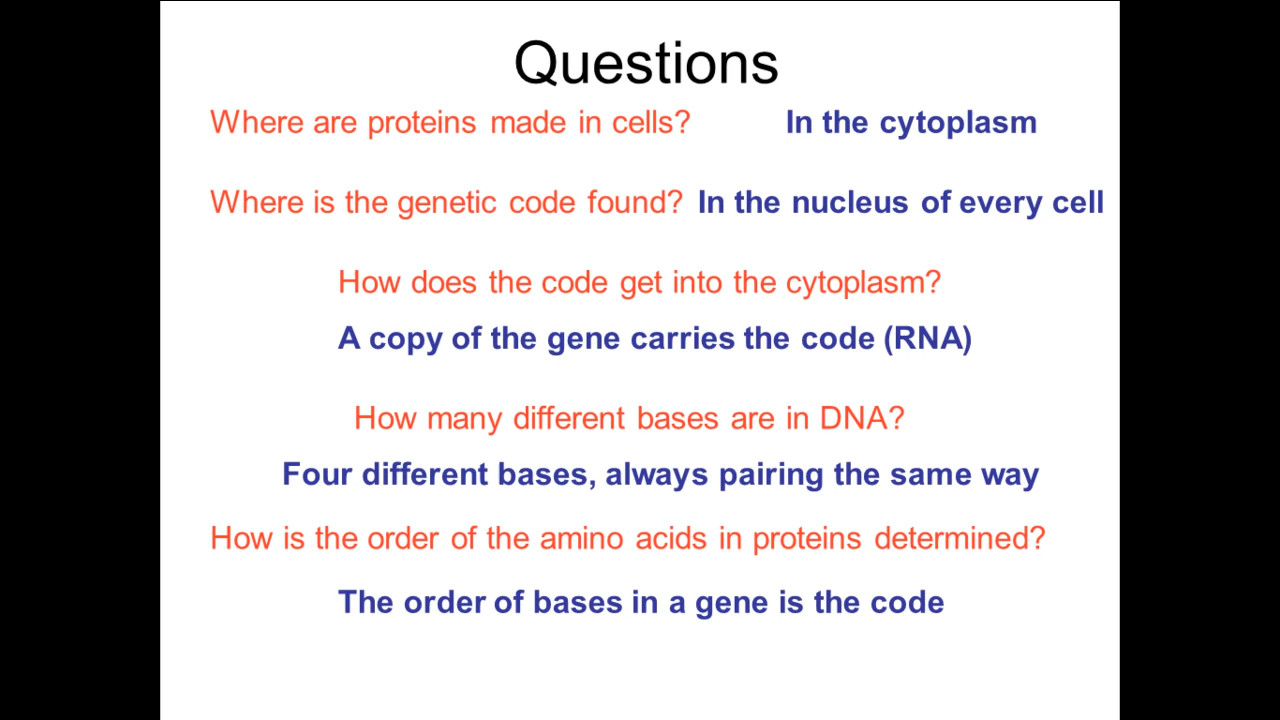 Questions
Where are proteins made in cells? In the cytoplasm
Where is the genetic code found? In the nucleus of every cell
How does the code get into the cytoplasm?
A copy of the gene carries the code (RNA)
How many different bases are in DNA?
Four different bases, always pairing the same way
How is the order of the amino acids in proteins determined?
The order of bases in a gene is the code